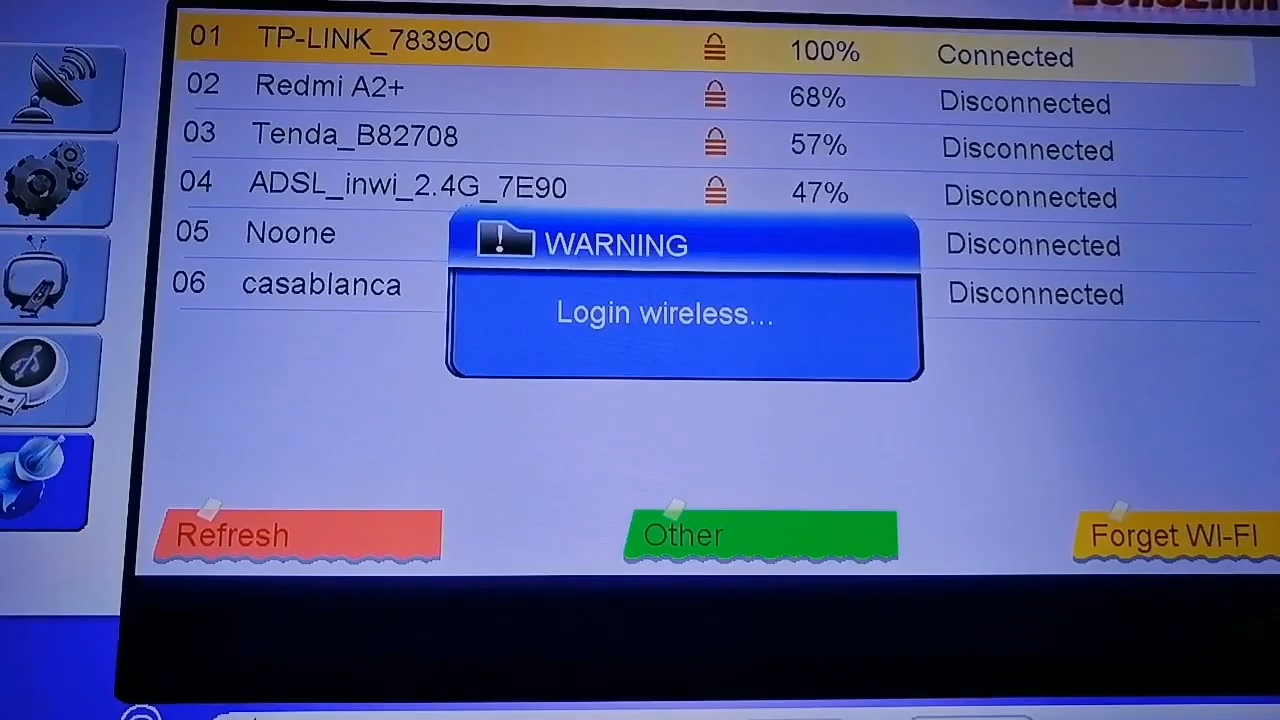 01 TP-LINK_7839C0 100% Connected
02 Redmi A2+ 68% Disconnected
03 Tenda_B82708 57% Disconnected
04 ADSL_inwi_2.4G_7E90 47% Disconnected
05 Noone Disconnected
06 casablanca Disconnected
WARNING
Login wireless...
Refresh Other Forget WI-FI